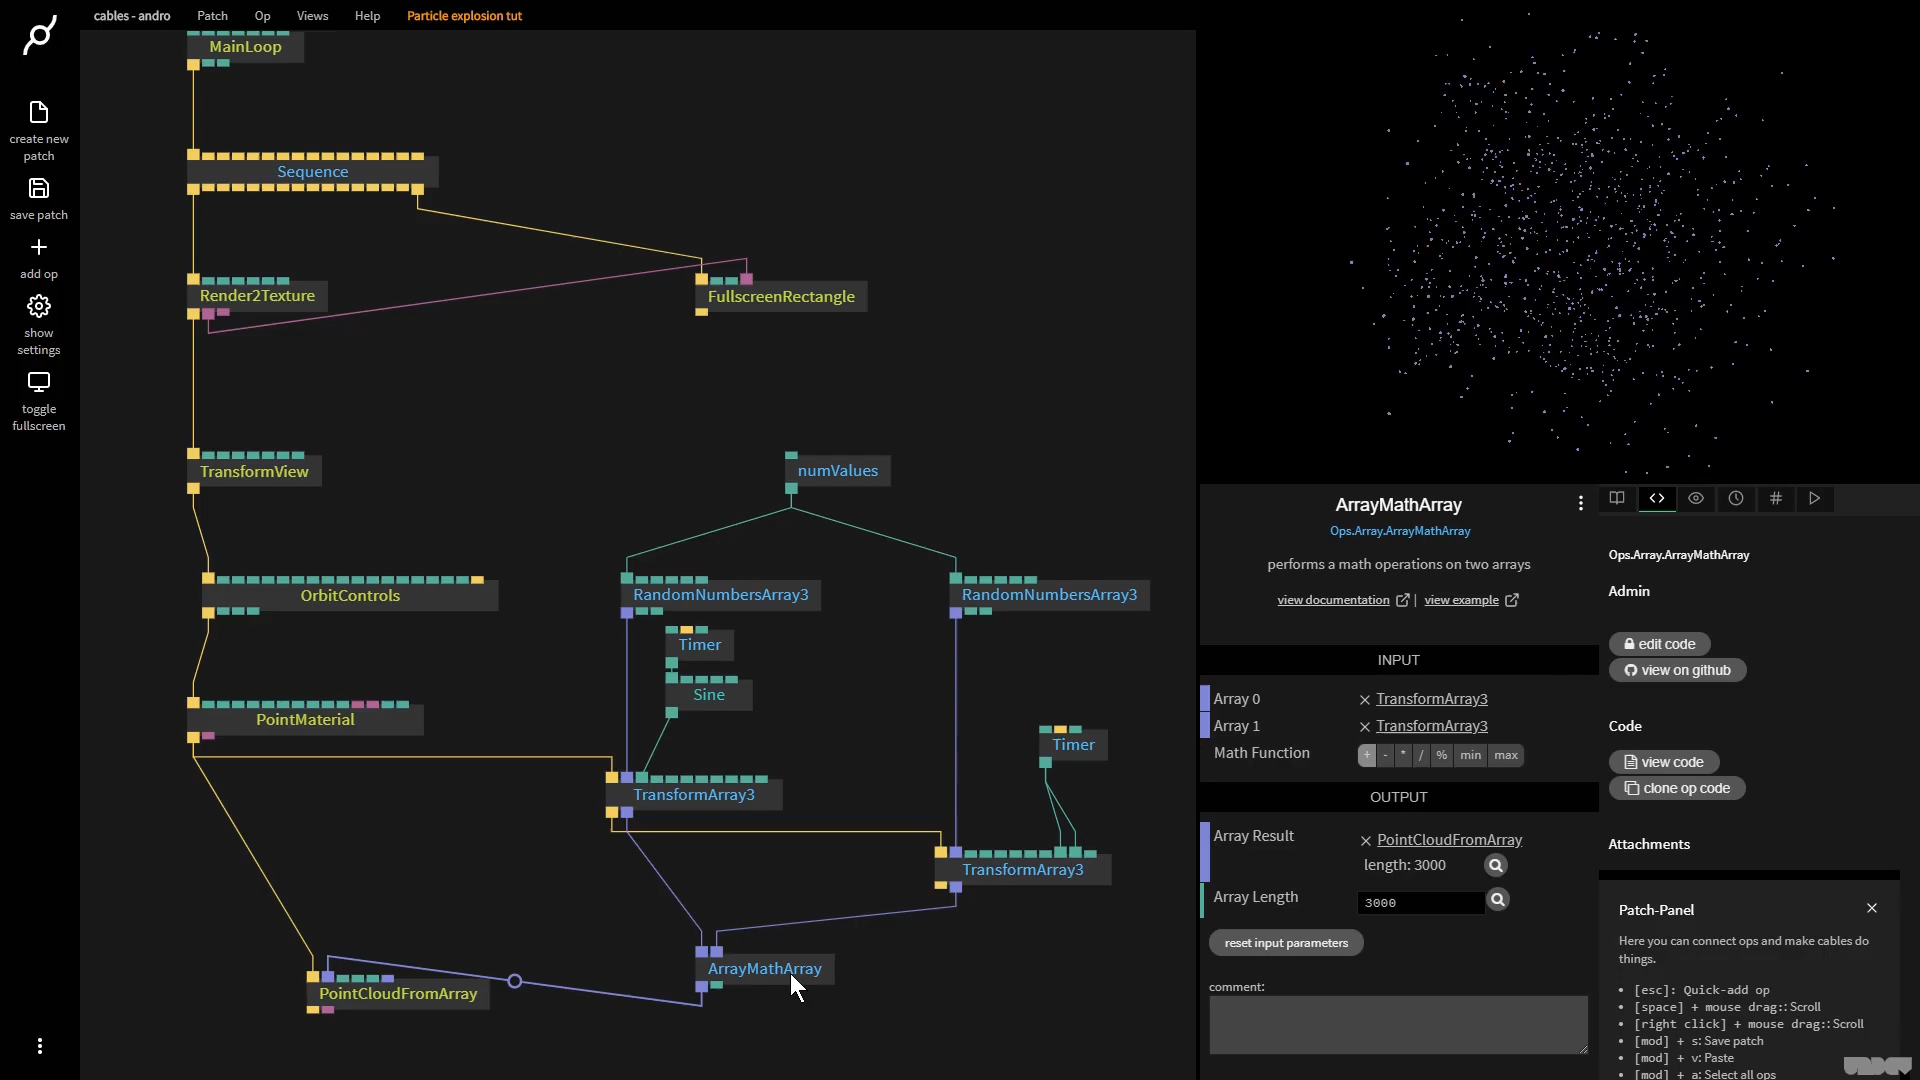 cables - andro
Patch
Op
Views
Help
Particle explosion tut
create new
patch
save patch
add op
show
settings
toggle
fullscreen
MainLoop
Sequence
Render2Texture
FullscreenRectangle
TransformView
numValues
OrbitControls
RandomNumbersArray3
RandomNumbersArray3
Timer
Sine
PointMaterial
Timer
TransformArray3
TransformArray3
ArrayMathArray
PointCloudFromArray
ArrayMathArray
Ops.Array.ArrayMathArray
performs a math operations on two arrays
view documentation | view example
INPUT
Array 0 × TransformArray3
Array 1 × TransformArray3
Math Function + - * / % min max
OUTPUT
Array Result × PointCloudFromArray
length: 3000
Array Length 3000
reset input parameters
comment:
Ops.Array.ArrayMathArray
Admin
edit code
view on github
Code
view code
clone op code
Attachments
Patch-Panel
Here you can connect ops and make cables do
things.
• [esc]: Quick-add op
• [space] + mouse drag::Scroll
• [right click] + mouse drag::Scroll
• [mod] + s: Save patch
• [mod] + v: Paste
• [mod] + a: Select all ops